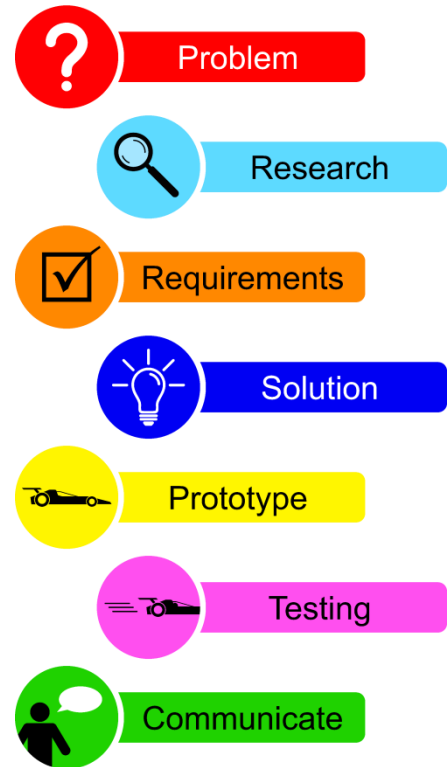 Problem
Research
Requirements
Solution
Prototype
Testing
Communicate